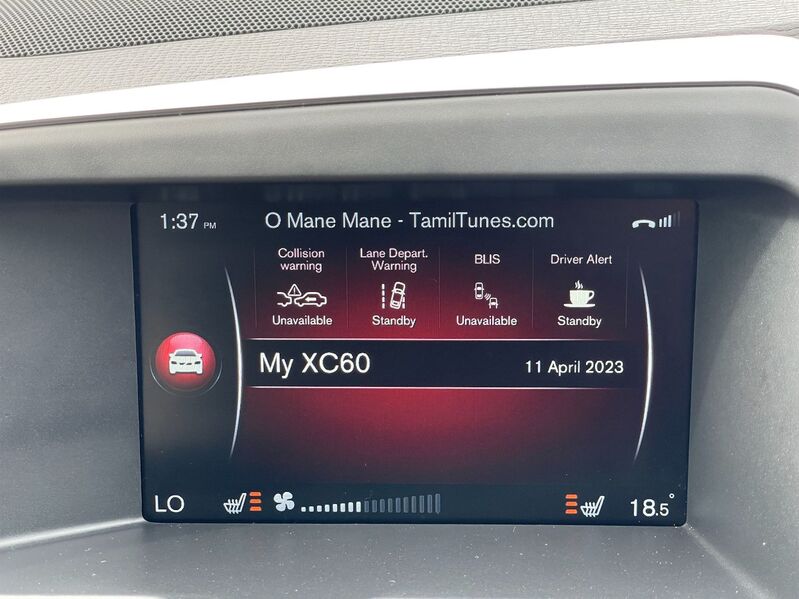 1:37 PM
O Mane Mane - TamilTunes.com
Collision
warning
Lane Depart.
Warning
BLIS
Driver Alert
Unavailable
Standby
Unavailable
Standby
My XC60
11 April 2023
LO
18.5°